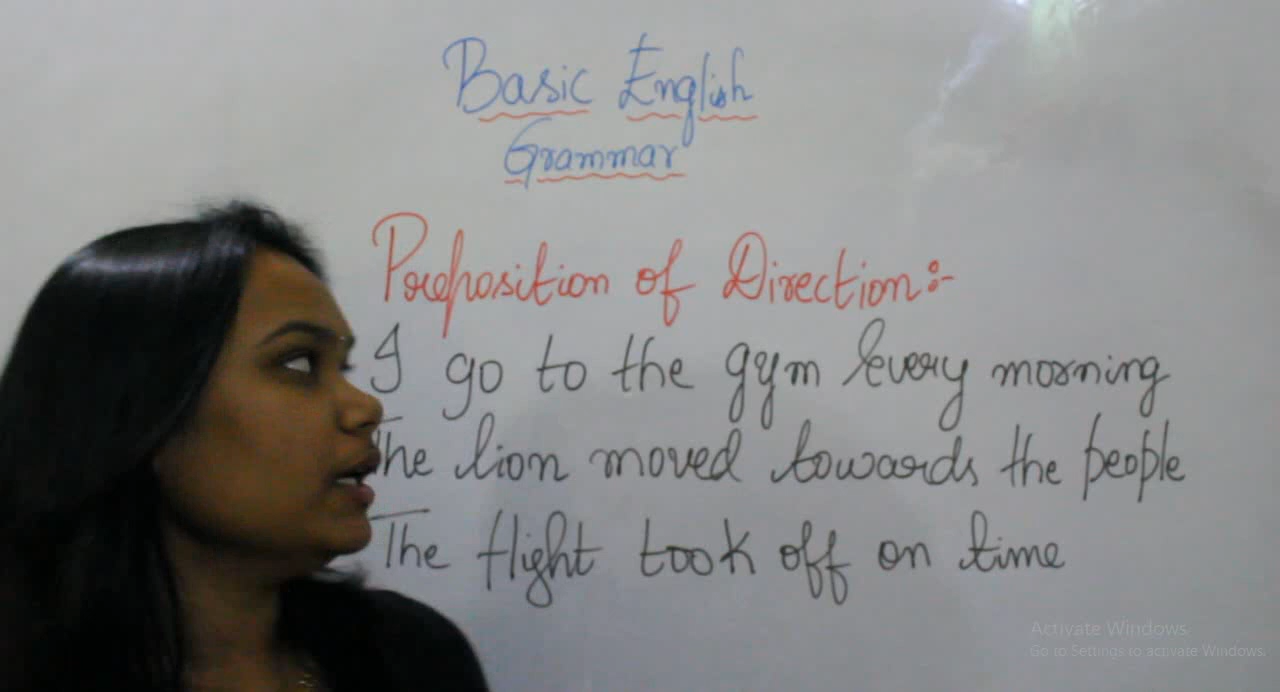 Basic English
Grammar
Preposition of Direction:-
I go to the gym every morning
The lion moved towards the people
The flight took off on time
Activate Windows
Go to Settings to activate Windows.